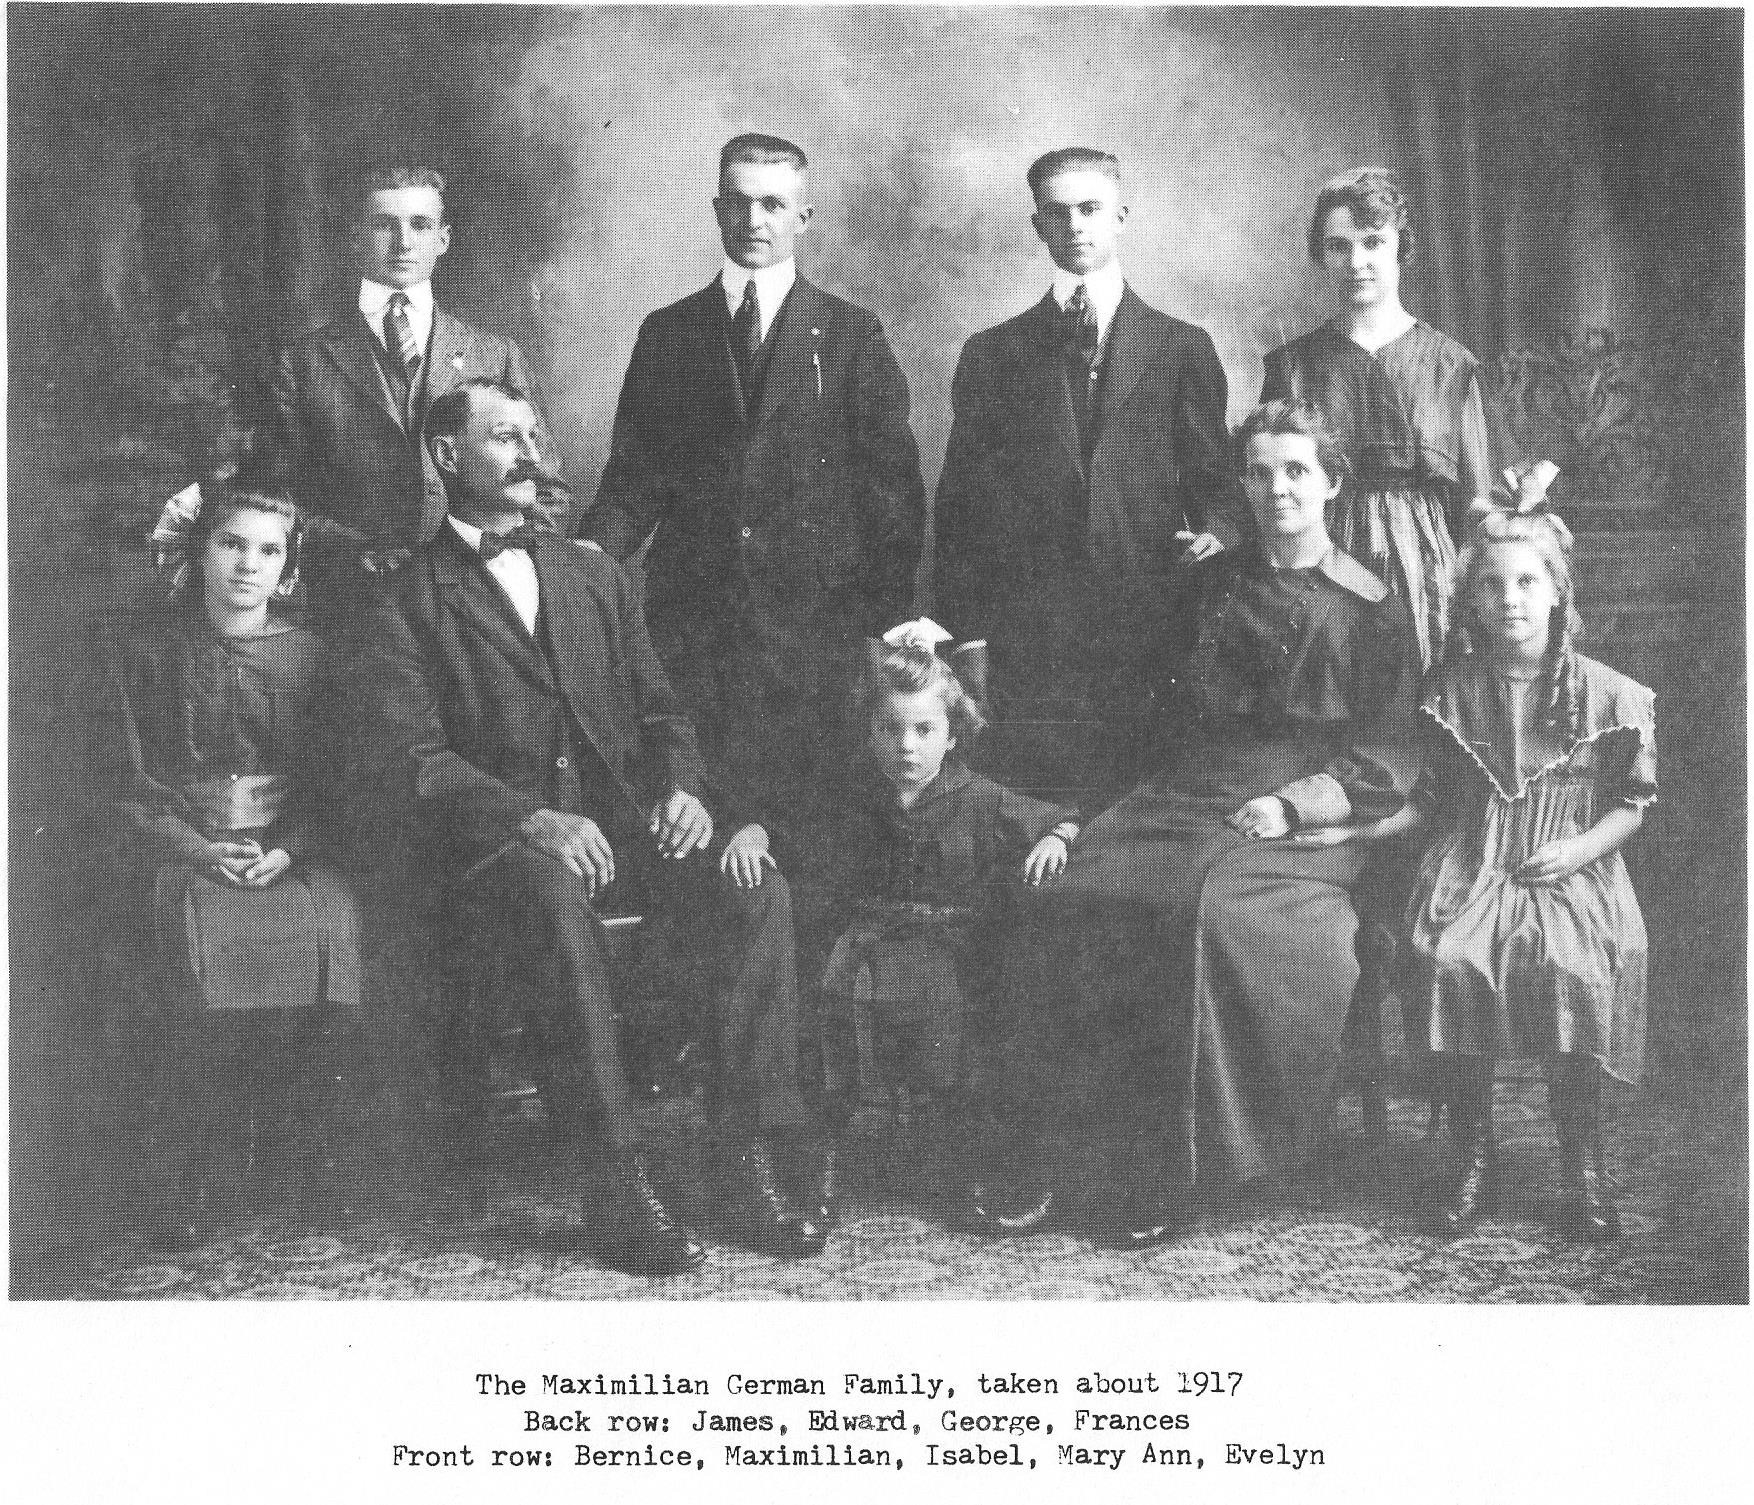 The Maximilian German Family, taken about 1917
Back row: James, Edward, George, Frances
Front row: Bernice, Maximilian, Isabel, Mary Ann, Evelyn